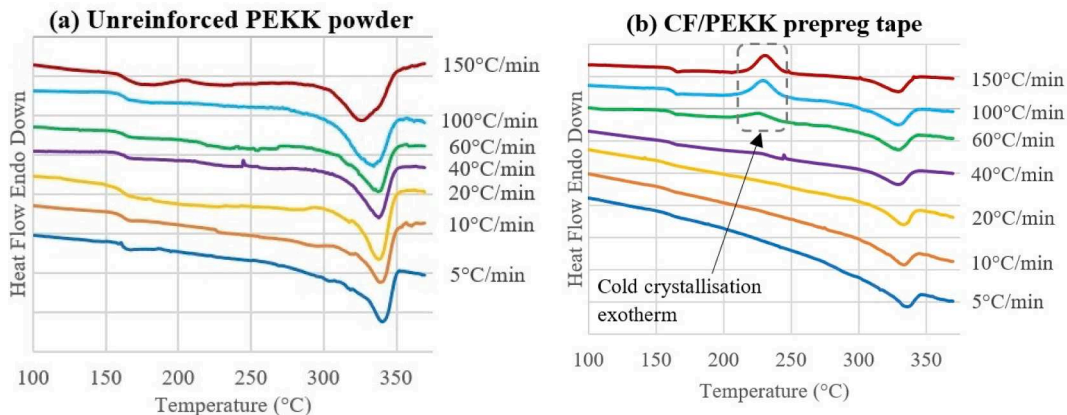 (a) Unreinforced PEKK powder
Heat Flow Endo Down
150°C/min
100°C/min
60°C/min
40°C/min
20°C/min
10°C/min
5°C/min
100 150 200 250 300 350
Temperature (°C)
(b) CF/PEKK prepreg tape
Heat Flow Endo Down
150°C/min
100°C/min
60°C/min
40°C/min
20°C/min
10°C/min
5°C/min
Cold crystallisation
exotherm
100 150 200 250 300 350
Temperature (°C)